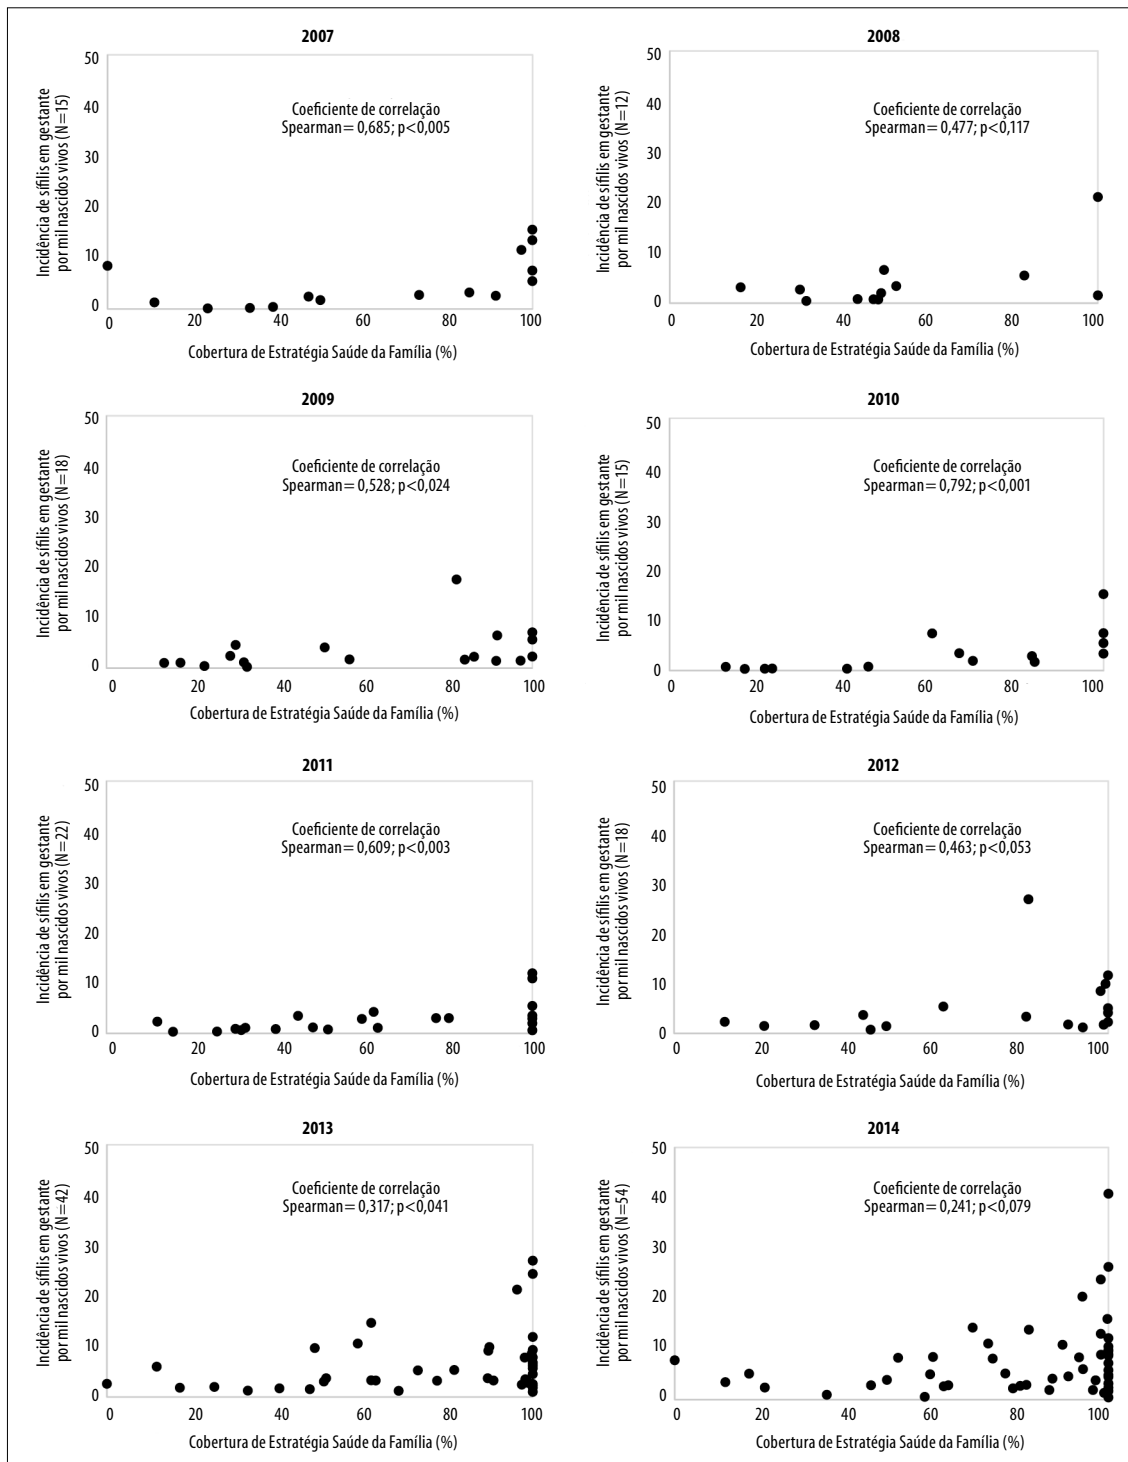 2007
Incidência de sífilis em gestante
por mil nascidos vivos (N=15)
50
40
30
20
10
0
Coeficiente de correlação
Spearman= 0,685; p<0,005
0
20
40
60
80
100
Cobertura de Estratégia Saúde da Família (%)
2008
Incidência de sífilis em gestante
por mil nascidos vivos (N=12)
50
40
30
20
10
0
Coeficiente de correlação
Spearman= 0,477; p<0,117
0
20
40
60
80
100
Cobertura de Estratégia Saúde da Família (%)
2009
Incidência de sífilis em gestante
por mil nascidos vivos (N=18)
50
40
30
20
10
0
Coeficiente de correlação
Spearman= 0,528; p<0,024
0
20
40
60
80
100
Cobertura de Estratégia Saúde da Família (%)
2010
Incidência de sífilis em gestante
por mil nascidos vivos (N=15)
50
40
30
20
10
0
Coeficiente de correlação
Spearman= 0,792; p<0,001
0
20
40
60
80
100
Cobertura de Estratégia Saúde da Família (%)
2011
Incidência de sífilis em gestante
por mil nascidos vivos (N=22)
50
40
30
20
10
0
Coeficiente de correlação
Spearman= 0,609; p<0,003
0
20
40
60
80
100
Cobertura de Estratégia Saúde da Família (%)
2012
Incidência de sífilis em gestante
por mil nascidos vivos (N=18)
50
40
30
20
10
0
Coeficiente de correlação
Spearman= 0,463; p<0,053
0
20
40
60
80
100
Cobertura de Estratégia Saúde da Família (%)
2013
Incidência de sífilis em gestante
por mil nascidos vivos (N=42)
50
40
30
20
10
0
Coeficiente de correlação
Spearman= 0,317; p<0,041
0
20
40
60
80
100
Cobertura de Estratégia Saúde da Família (%)
2014
Incidência de sífilis em gestante
por mil nascidos vivos (N=54)
50
40
30
20
10
0
Coeficiente de correlação
Spearman= 0,241; p<0,079
0
20
40
60
80
100
Cobertura de Estratégia Saúde da Família (%)